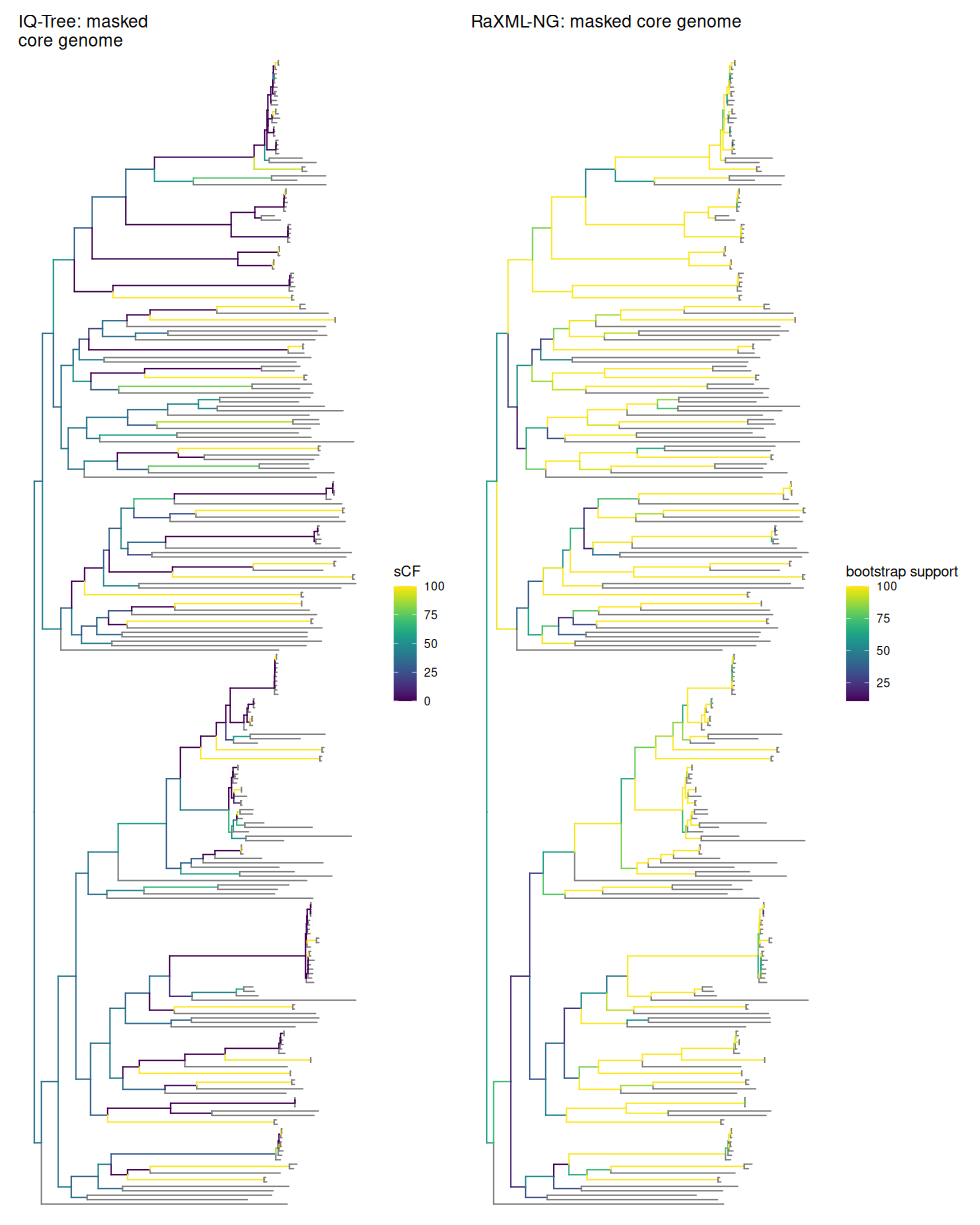 IQ-Tree: masked
core genome
RaXML-NG: masked core genome
sCF
100
75
50
25
0
bootstrap support
100
75
50
25